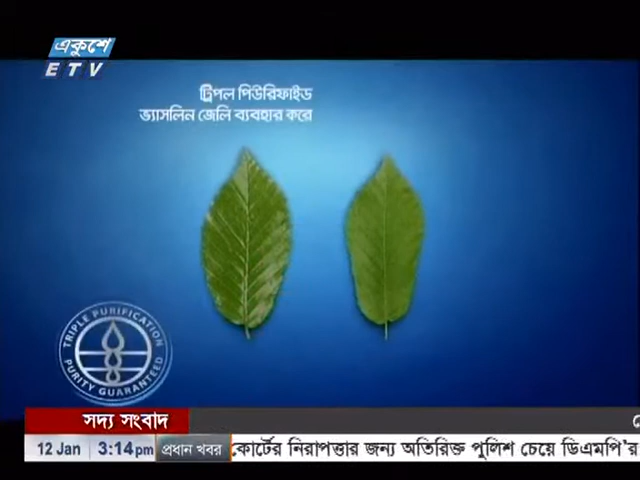 একুশে
ETV
ট্রিপল পিউরিফাইড
ভ্যাসলিন জেলি ব্যবহার করে
TRIPLE PURIFICATION
PURITY GUARANTEED
সদ্য সংবাদ
12 Jan 3:14pm প্রধান খবর কোর্টের নিরাপত্তার জন্য অতিরিক্ত পুলিশ চেয়ে ডিএমপি'র